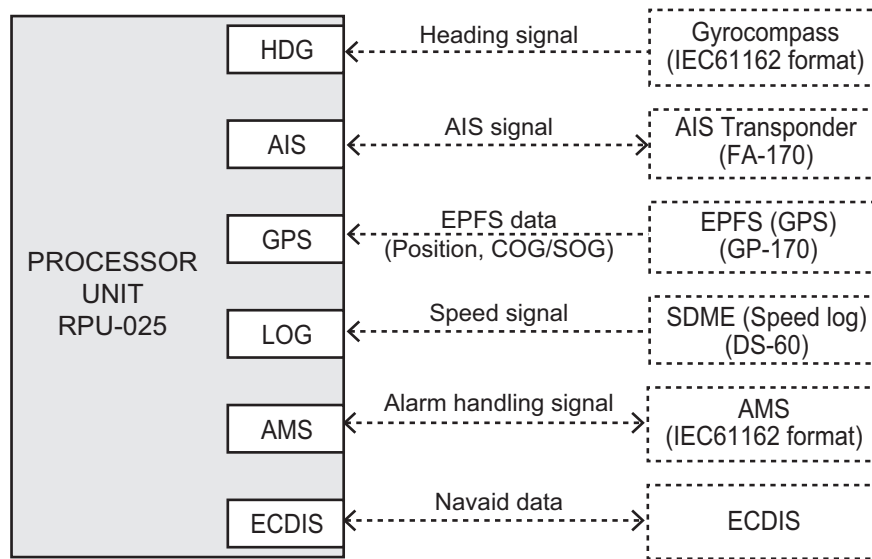 PROCESSOR
UNIT
RPU-025
HDG
Heading signal
Gyrocompass
(IEC61162 format)
AIS
AIS signal
AIS Transponder
(FA-170)
GPS
EPFS data
(Position, COG/SOG)
EPFS (GPS)
(GP-170)
LOG
Speed signal
SDME (Speed log)
(DS-60)
AMS
Alarm handling signal
AMS
(IEC61162 format)
ECDIS
Navaid data
ECDIS